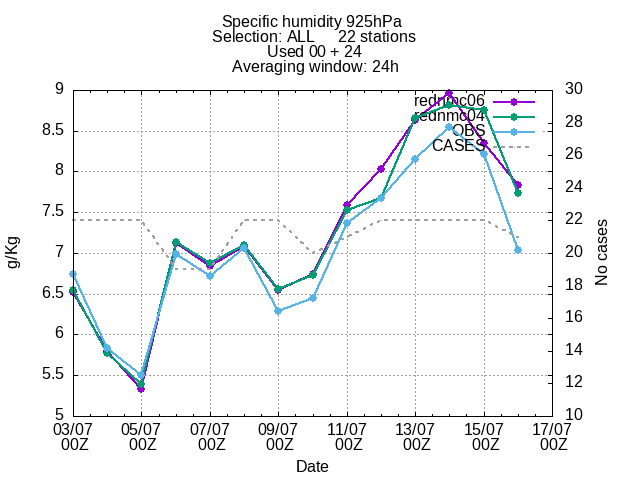 Specific humidity 925hPa
Selection: ALL 22 stations
Used 00 + 24
Averaging window: 24h
g/Kg
No cases
9
8.5
8
7.5
7
6.5
6
5.5
5
30
28
26
24
22
20
18
16
14
12
10
rednmc06
rednmc04
OBS
CASES
03/07 05/07 07/07 09/07 11/07 13/07 15/07 17/07
00Z 00Z 00Z 00Z 00Z 00Z 00Z 00Z
Date